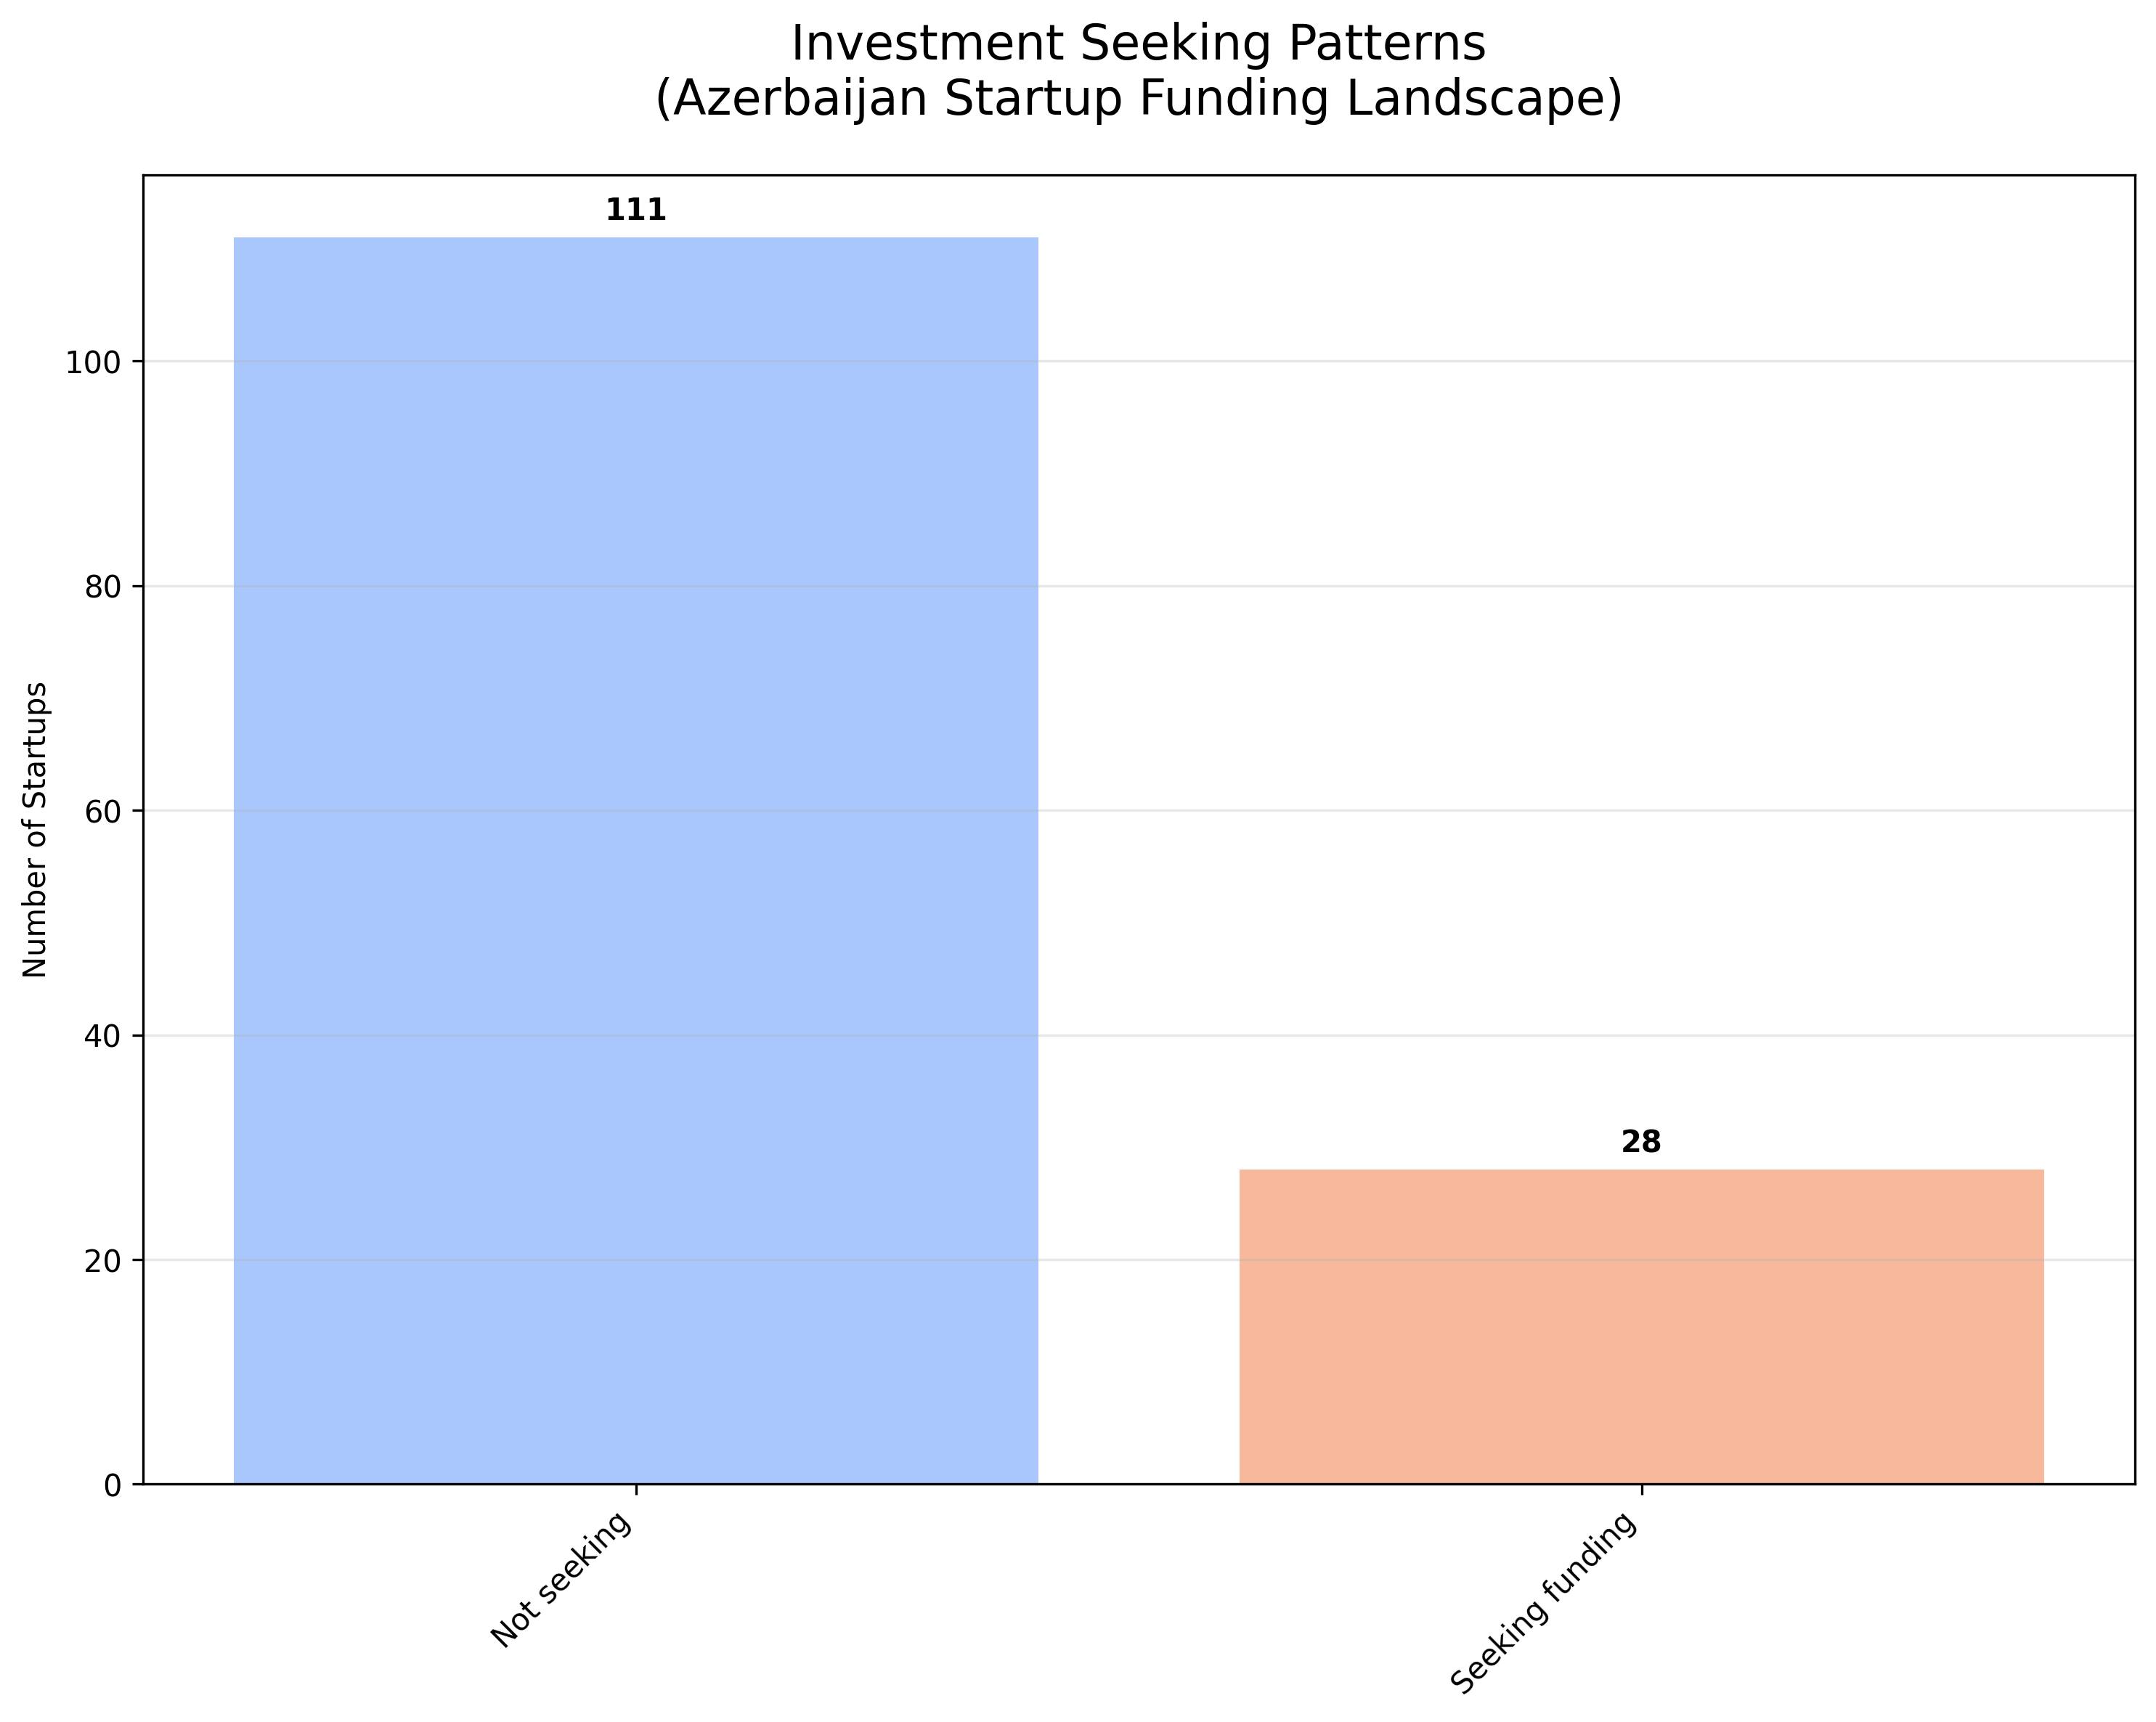 Investment Seeking Patterns
(Azerbaijan Startup Funding Landscape)
111
100
80
60
40
28
20
0
Number of Startups
Not seeking
Seeking funding